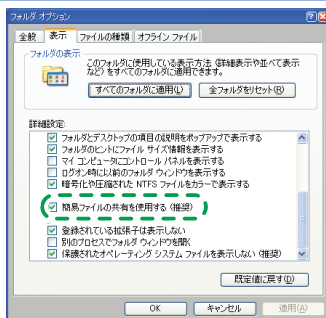 フォルダ オプション
全般 表示 ファイルの種類 オフライン ファイル
フォルダの表示
このフォルダに使用している表示方法 (詳細表示や並べて表示
など) をすべてのフォルダに適用できます。
すべてのフォルダに適用(L) 全フォルダをリセット(R)
詳細設定:
フォルダとデスクトップの項目の説明をポップアップで表示する
フォルダのヒントにファイル サイズ情報を表示する
マイ コンピュータにコントロール パネルを表示する
ログオン時に以前のフォルダ ウィンドウを表示する
暗号化や圧縮された NTFS ファイルをカラーで表示する
簡易ファイルの共有を使用する (推奨)
登録されている拡張子は表示しない
別のプロセスでフォルダ ウィンドウを開く
保護されたオペレーティング システム ファイルを表示しない (推奨)
既定値に戻す(D)
OK キャンセル 適用(A)